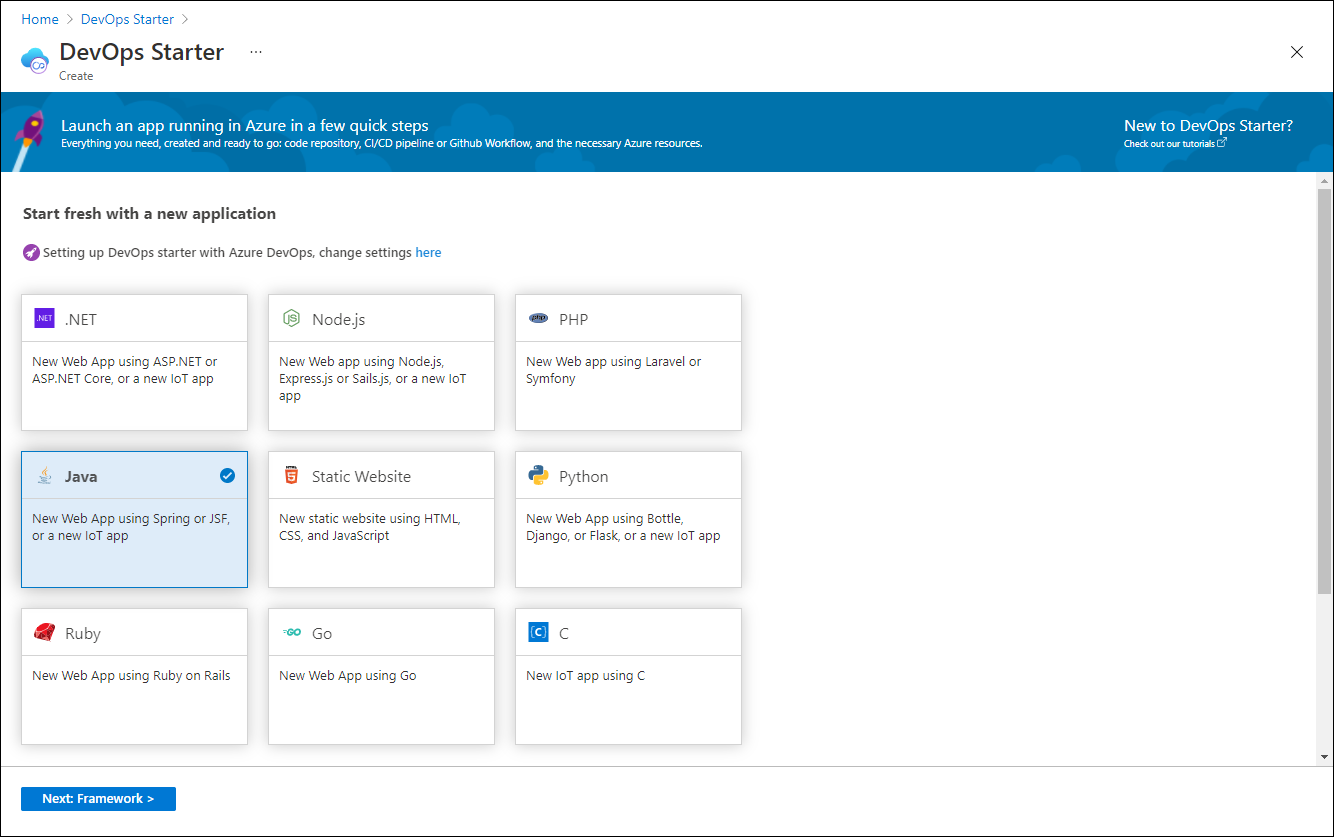 Home > DevOps Starter >
DevOps Starter ...
Create
Launch an app running in Azure in a few quick steps
Everything you need, created and ready to go: code repository, CI/CD pipeline or Github Workflow, and the necessary Azure resources.
New to DevOps Starter?
Check out our tutorials
Start fresh with a new application
Setting up DevOps starter with Azure DevOps, change settings here
.NET .NET
New Web App using ASP.NET or
ASP.NET Core, or a new IoT app
JS Node.js
New Web app using Node.js,
Express.js or Sails.js, or a new IoT
app
php PHP
New Web app using Laravel or
Symfony
Java
New Web App using Spring or JSF,
or a new IoT app
HTML 5 Static Website
New static website using HTML,
CSS, and JavaScript
Python
New Web App using Bottle,
Django, or Flask, or a new IoT app
Ruby
New Web App using Ruby on Rails
GO Go
New Web App using Go
[C] C
New IoT app using C
Next: Framework >